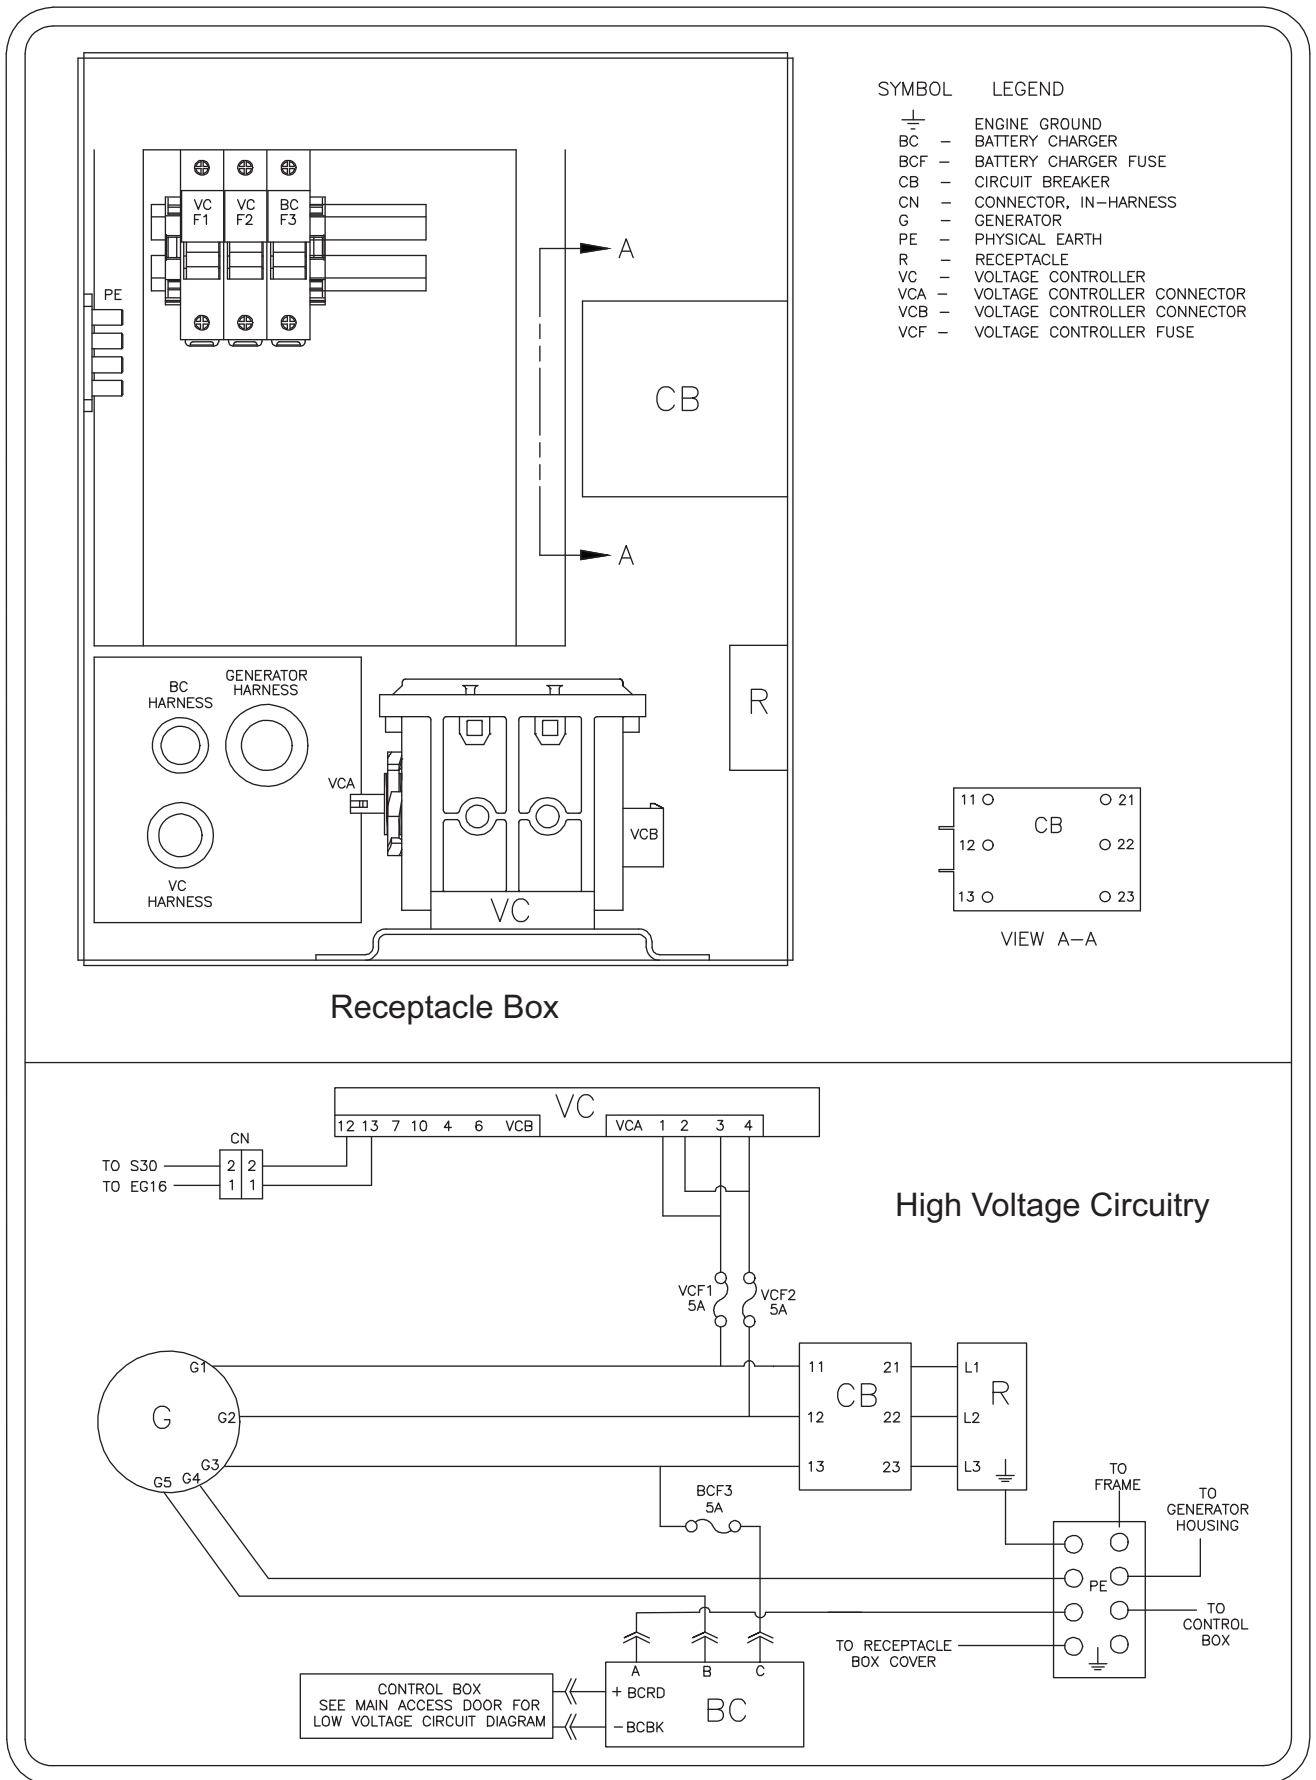 SYMBOL LEGEND
ENGINE GROUND
BC – BATTERY CHARGER
BCF – BATTERY CHARGER FUSE
CB – CIRCUIT BREAKER
CN – CONNECTOR, IN-HARNESS
G – GENERATOR
PE – PHYSICAL EARTH
R – RECEPTACLE
VC – VOLTAGE CONTROLLER
VCA – VOLTAGE CONTROLLER CONNECTOR
VCB – VOLTAGE CONTROLLER CONNECTOR
VCF – VOLTAGE CONTROLLER FUSE
VC VC BC
F1 F2 F3
PE
A
CB
A
BC
HARNESS
GENERATOR
HARNESS
VC
HARNESS
VCA
VCB
VC
R
11 21
CB
12 22
13 23
VIEW A-A
Receptacle Box
VC
12 13 7 10 4 6 VCB VCA 1 2 3 4
CN
TO S30 2 2
TO EG16 1 1
High Voltage Circuitry
VCF1
5A
VCF2
5A
G
G1
G2
G3
G4
G5
11 21 L1
CB R
12 22 L2
13 23 L3
BCF3
5A
TO
FRAME
TO
GENERATOR
HOUSING
PE
TO
CONTROL
BOX
TO RECEPTACLE
BOX COVER
A B C
+ BCRD
BC
- BCBK
CONTROL BOX
SEE MAIN ACCESS DOOR FOR
LOW VOLTAGE CIRCUIT DIAGRAM